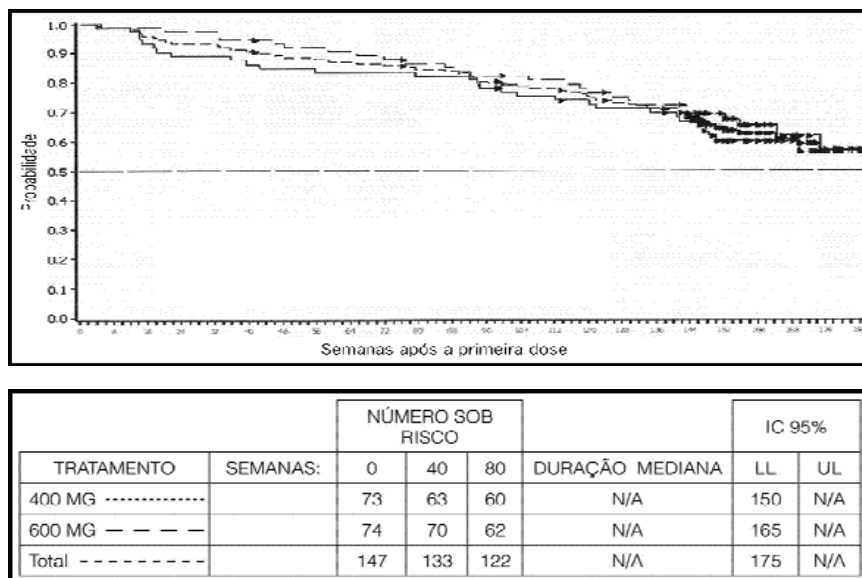 1.0
0.9
0.8
0.7
0.6
0.5
0.4
0.3
0.2
0.1
0.0
Probabilidade
Semanas após a primeira dose
NÚMERO SOB RISCO IC 95%
TRATAMENTO SEMANAS: 0 40 80 DURAÇÃO MEDIANA LL UL
400 MG 73 63 60 N/A 150 N/A
600 MG 74 70 62 N/A 165 N/A
Total 147 133 122 N/A 175 N/A